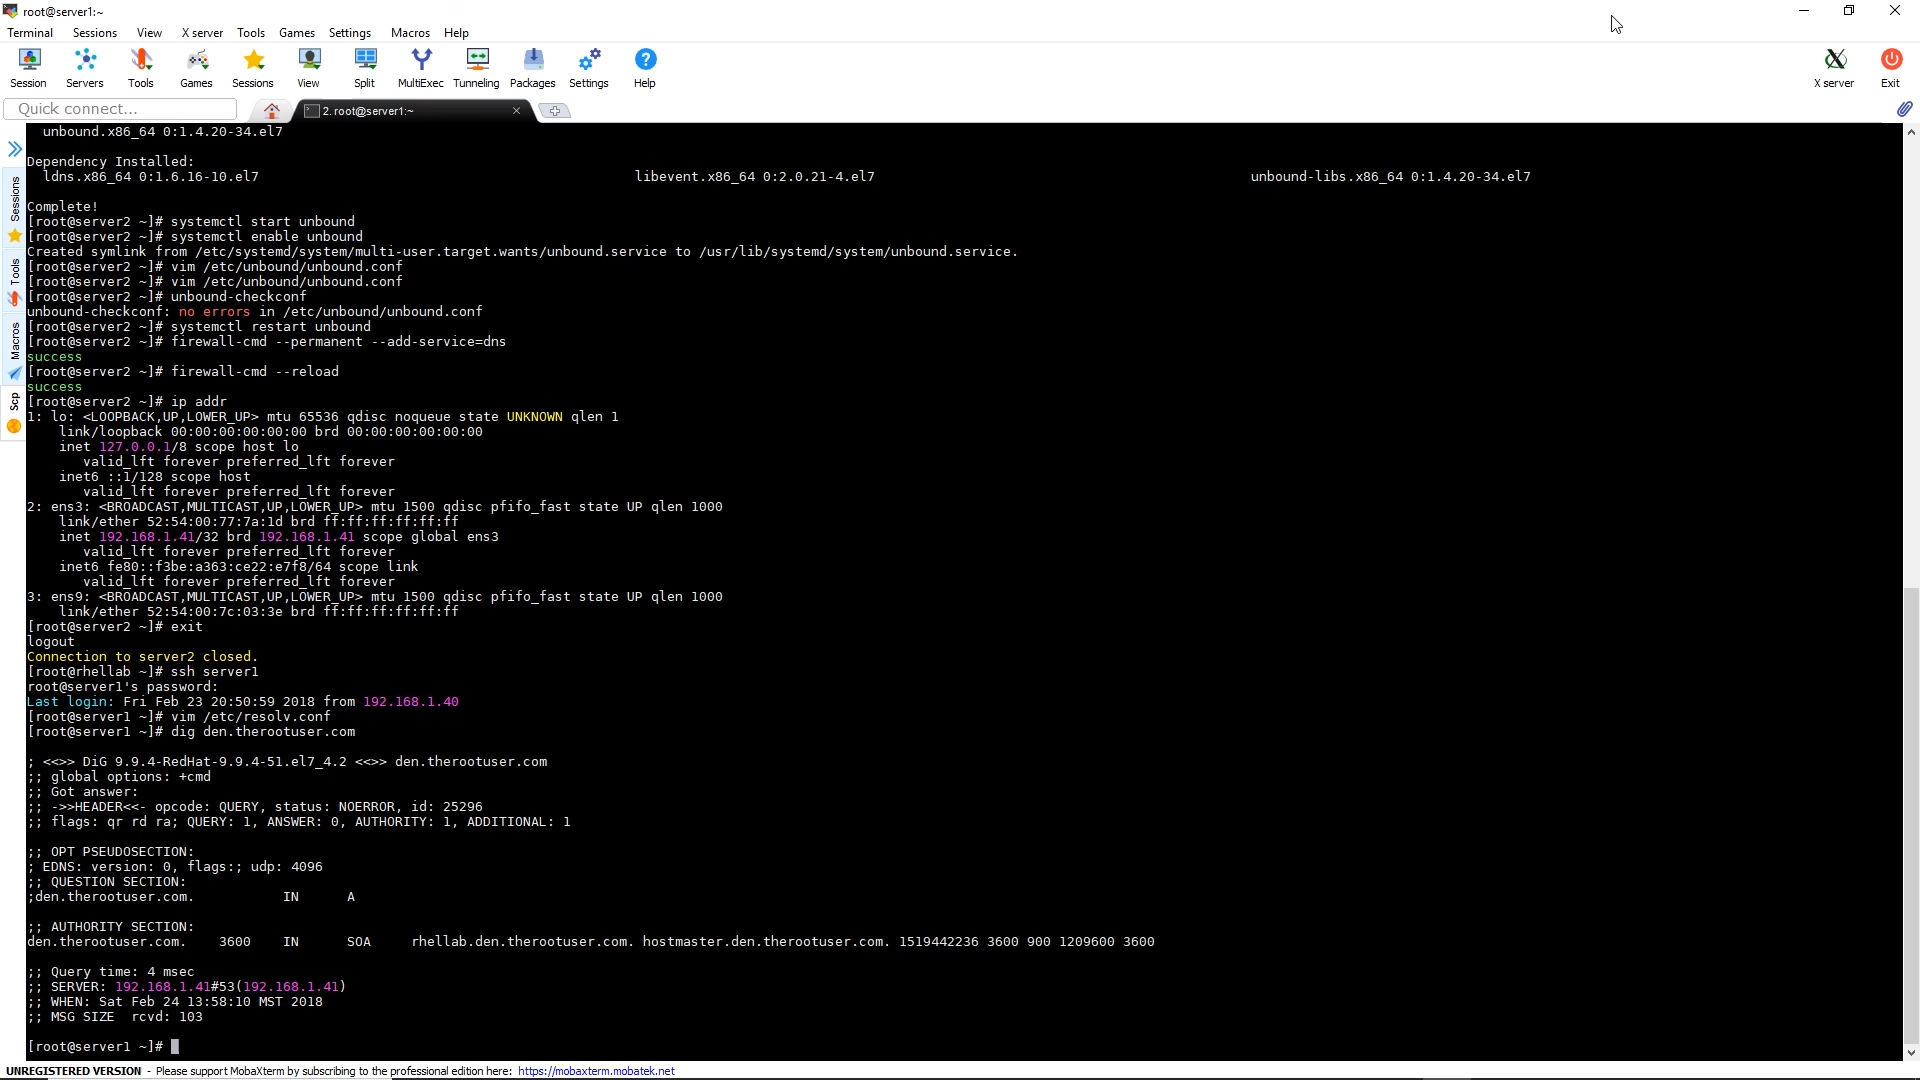 root@server1:~
Terminal Sessions View X server Tools Games Settings Macros Help
Session Servers Tools Games Sessions View Split MultiExec Tunneling Packages Settings Help X server Exit
Quick connect...
2. root@server1:~
Sessions
Tools
Macros
Scp
unbound.x86_64 0:1.4.20-34.el7
Dependency Installed:
ldns.x86_64 0:1.6.16-10.el7 libevent.x86_64 0:2.0.21-4.el7 unbound-libs.x86_64 0:1.4.20-34.el7
Complete!
[root@server2 ~]# systemctl start unbound
[root@server2 ~]# systemctl enable unbound
Created symlink from /etc/systemd/system/multi-user.target.wants/unbound.service to /usr/lib/systemd/system/unbound.service.
[root@server2 ~]# vim /etc/unbound/unbound.conf
[root@server2 ~]# vim /etc/unbound/unbound.conf
[root@server2 ~]# unbound-checkconf
unbound-checkconf: no errors in /etc/unbound/unbound.conf
[root@server2 ~]# systemctl restart unbound
[root@server2 ~]# firewall-cmd --permanent --add-service=dns
success
[root@server2 ~]# firewall-cmd --reload
success
[root@server2 ~]# ip addr
1: lo: <LOOPBACK,UP,LOWER_UP> mtu 65536 qdisc noqueue state UNKNOWN qlen 1
link/loopback 00:00:00:00:00:00 brd 00:00:00:00:00:00
inet 127.0.0.1/8 scope host lo
valid_lft forever preferred_lft forever
inet6 ::1/128 scope host
valid_lft forever preferred_lft forever
2: ens3: <BROADCAST,MULTICAST,UP,LOWER_UP> mtu 1500 qdisc pfifo_fast state UP qlen 1000
link/ether 52:54:00:77:7a:1d brd ff:ff:ff:ff:ff:ff
inet 192.168.1.41/32 brd 192.168.1.41 scope global ens3
valid_lft forever preferred_lft forever
inet6 fe80::f3be:a363:ce22:e7f8/64 scope link
valid_lft forever preferred_lft forever
3: ens9: <BROADCAST,MULTICAST,UP,LOWER_UP> mtu 1500 qdisc pfifo_fast state UP qlen 1000
link/ether 52:54:00:7c:03:3e brd ff:ff:ff:ff:ff:ff
[root@server2 ~]# exit
logout
Connection to server2 closed.
[root@rhellab ~]# ssh server1
root@server1's password:
Last login: Fri Feb 23 20:50:59 2018 from 192.168.1.40
[root@server1 ~]# vim /etc/resolv.conf
[root@server1 ~]# dig den.therootuser.com
; <<>> DiG 9.9.4-RedHat-9.9.4-51.el7_4.2 <<>> den.therootuser.com
;; global options: +cmd
;; Got answer:
;; ->>HEADER<<- opcode: QUERY, status: NOERROR, id: 25296
;; flags: qr rd ra; QUERY: 1, ANSWER: 0, AUTHORITY: 1, ADDITIONAL: 1
;; OPT PSEUDOSECTION:
; EDNS: version: 0, flags:; udp: 4096
;; QUESTION SECTION:
;den.therootuser.com. IN A
;; AUTHORITY SECTION:
den.therootuser.com. 3600 IN SOA rhellab.den.therootuser.com. hostmaster.den.therootuser.com. 1519442236 3600 900 1209600 3600
;; Query time: 4 msec
;; SERVER: 192.168.1.41#53(192.168.1.41)
;; WHEN: Sat Feb 24 13:58:10 MST 2018
;; MSG SIZE rcvd: 103
[root@server1 ~]#
UNREGISTERED VERSION - Please support MobaXterm by subscribing to the professional edition here: https://mobaxterm.mobatek.net